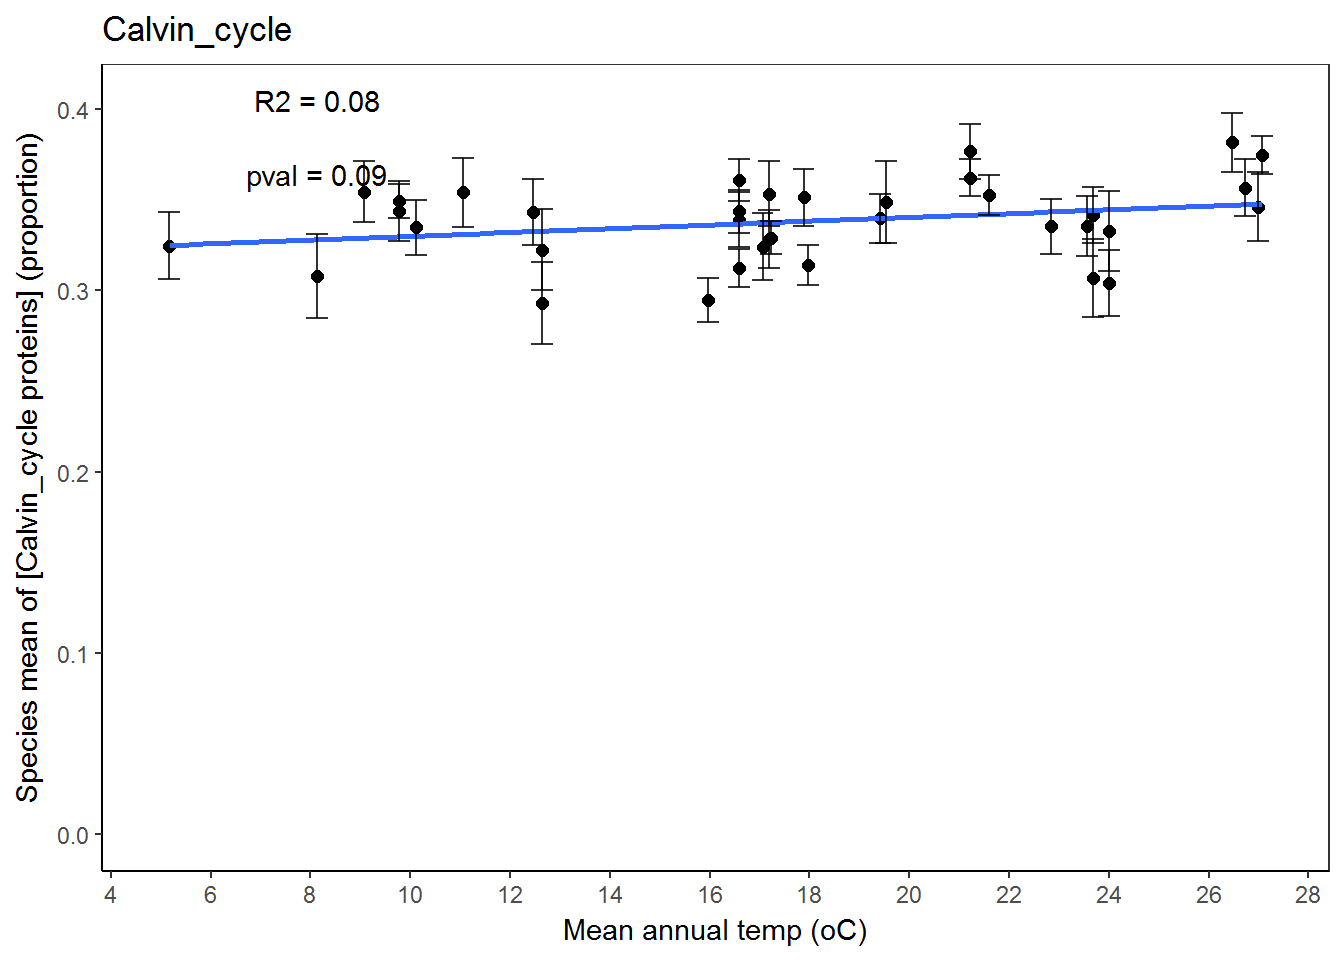 Calvin_cycle
R2 = 0.08
pval = 0.09
Species mean of [Calvin_cycle proteins] (proportion)
0.4
0.3
0.2
0.1
0.0
4 6 8 10 12 14 16 18 20 22 24 26 28
Mean annual temp (oC)